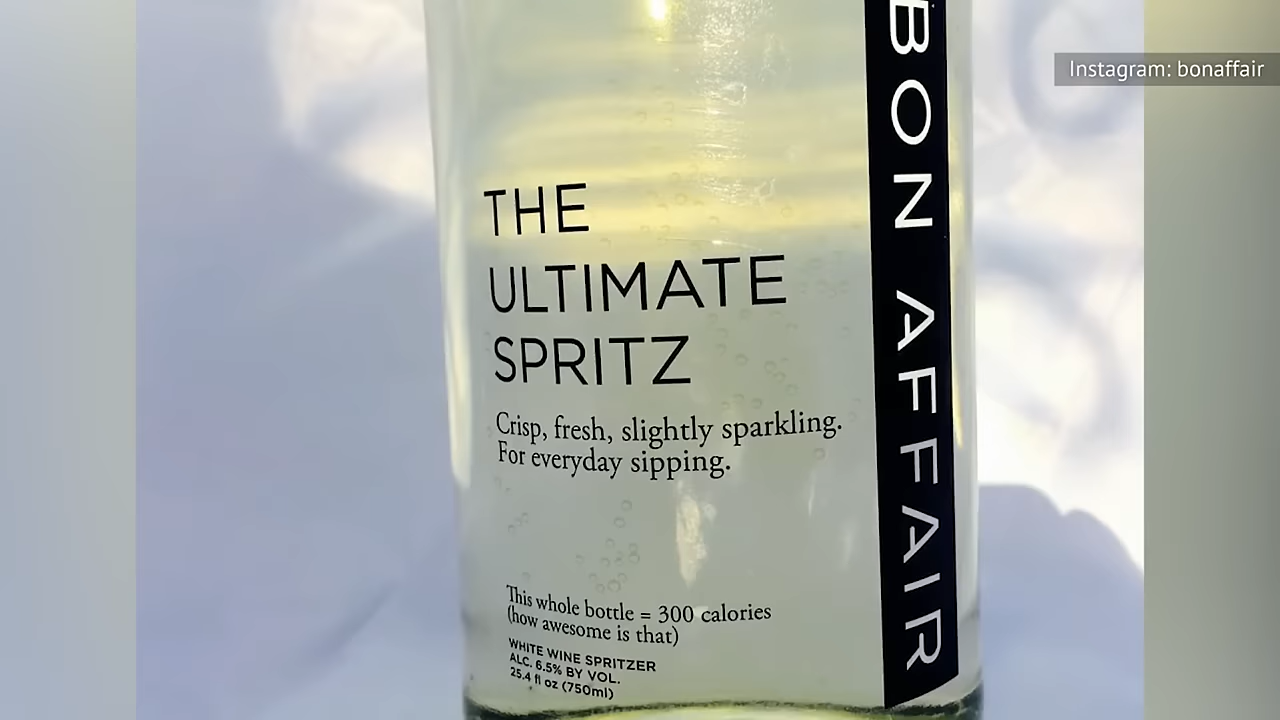 Instagram: bonaffair
BON AFFAIR
THE
ULTIMATE
SPRITZ
Crisp, fresh, slightly sparkling.
For everyday sipping.
This whole bottle = 300 calories
(how awesome is that)
WHITE WINE SPRITZER
ALC. 6.5% BY VOL.
25.4 fl oz (750ml)